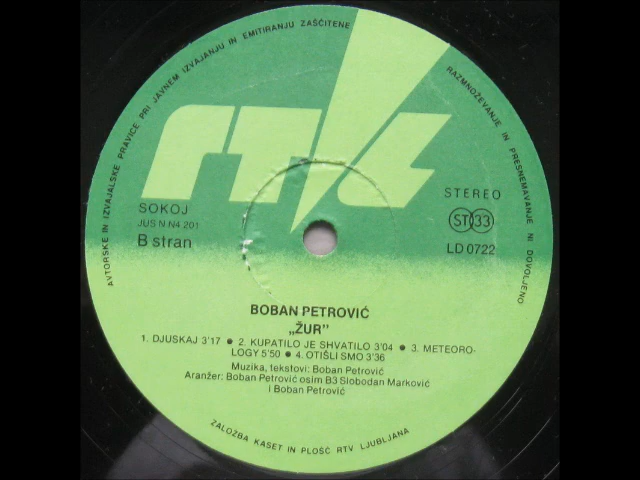 AVTORSKE IN IZVAJALSKE PRAVICE PRI JAVNEM IZVAJANJU IN EMITIRANJU ZAŠČITENE
RAZMNOŽEVANJE IN PRESNEMAVANJE NI DOVOLJENO
rtl
SOKOJ
JUS N N4 201
B stran
STEREO
ST 33
LD 0722
BOBAN PETROVIĆ
„ŽUR”
1. DJUSKAJ 3'17 ● 2. KUPATILO JE SHVATILO 3'04 ● 3. METEORO-
LOGY 5'50 ● 4. OTIŠLI SMO 3'36
Muzika, tekstovi: Boban Petrović
Aranžer: Boban Petrović osim B3 Slobodan Marković
i Boban Petrović
ZALOŽBA KASET IN PLOŠČ RTV LJUBLJANA